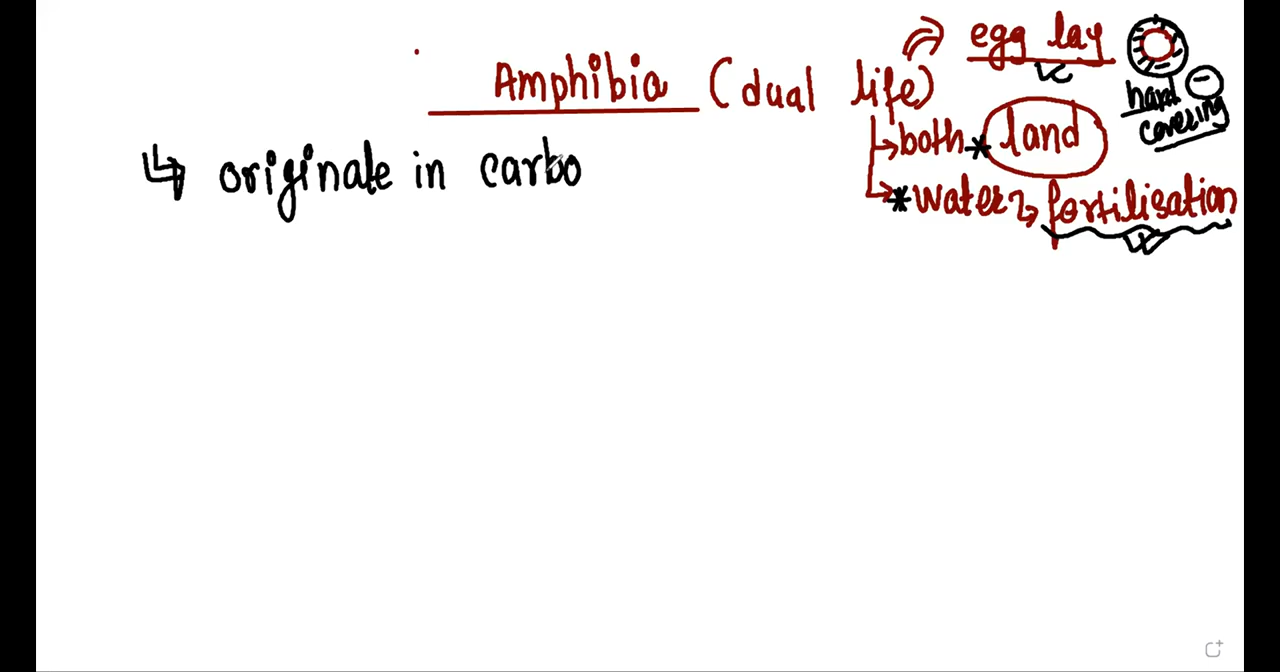 egg lay
Amphibia (dual life)
hard
covering
both * land
originate in carbo
* water → fertilisation